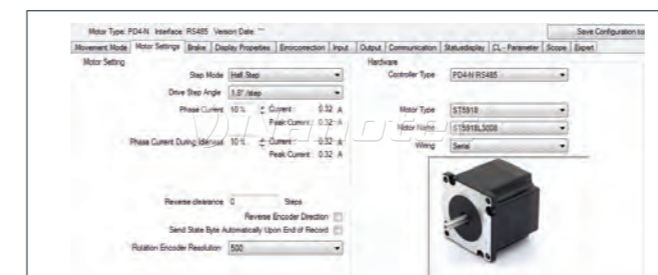 Motor Type: PD4-N Interface: RS485 Version Date: ""
Save Configuration to
Movement Mode Motor Settings Brake Display Properties Errorcorrection Input Output Communication Statusdisplay CL - Parameter Scope Expert
Motor Setting
Hardware
Step Mode Half Step
Controller Type PD4-N RS485
Drive Step Angle 1.8° /step
Phase Current 10 % Current : 0.32 A
Motor Type ST5918
Peak Current : 0.32 A
Motor Name ST5918L3008
Phase Current During Idleness 10 % Current : 0.32 A
Wiring Serial
Peak Current : 0.32 A
Nanotec
Reverse clearance 0 Steps
Reverse Encoder Direction
Send State Byte Automatically Upon End of Record
Rotation Encoder Resolution 500